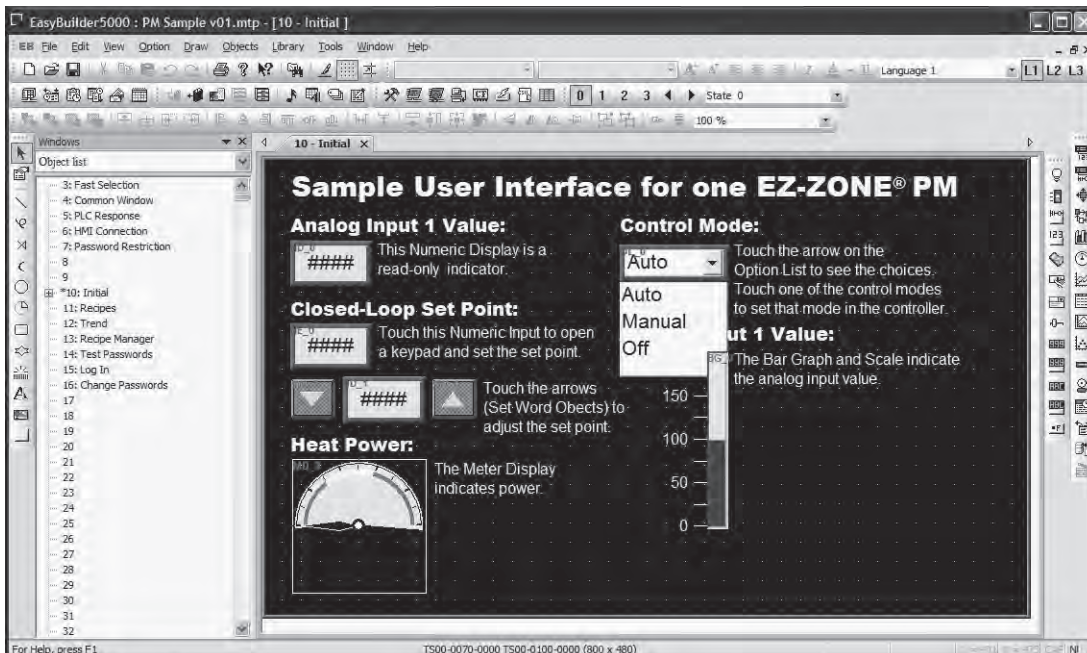 EasyBuilder5000 : PM Sample v01.mtp - [10 - Initial ]
EB File Edit View Option Draw Objects Library Tools Window Help
Language 1
L1 L2 L3
0 1 2 3
State 0
100 %
Windows
10 - Initial
Object list
3: Fast Selection
4: Common Window
5: PLC Response
6: HMI Connection
7: Password Restriction
8
9
*10: Initial
11: Recipes
12: Trend
13: Recipe Manager
14: Test Passwords
15: Log In
16: Change Passwords
17
18
19
20
21
22
23
24
25
26
27
28
29
30
31
32
Sample User Interface for one EZ-ZONE® PM
Analog Input 1 Value:
####
This Numeric Display is a
read-only indicator.
Closed-Loop Set Point:
####
Touch this Numeric Input to open
a keypad and set the set point.
####
Touch the arrows
(Set Word Obects) to
adjust the set point.
Heat Power:
The Meter Display
indicates power.
Control Mode:
Auto
Auto
Manual
Off
Touch the arrow on the
Option List to see the choices.
Touch one of the control modes
to set that mode in the controller.
ut 1 Value:
The Bar Graph and Scale indicate
the analog input value.
150
100
50
0
For Help, press F1
TS00-0070-0000 TS00-0100-0000 (800 x 480)